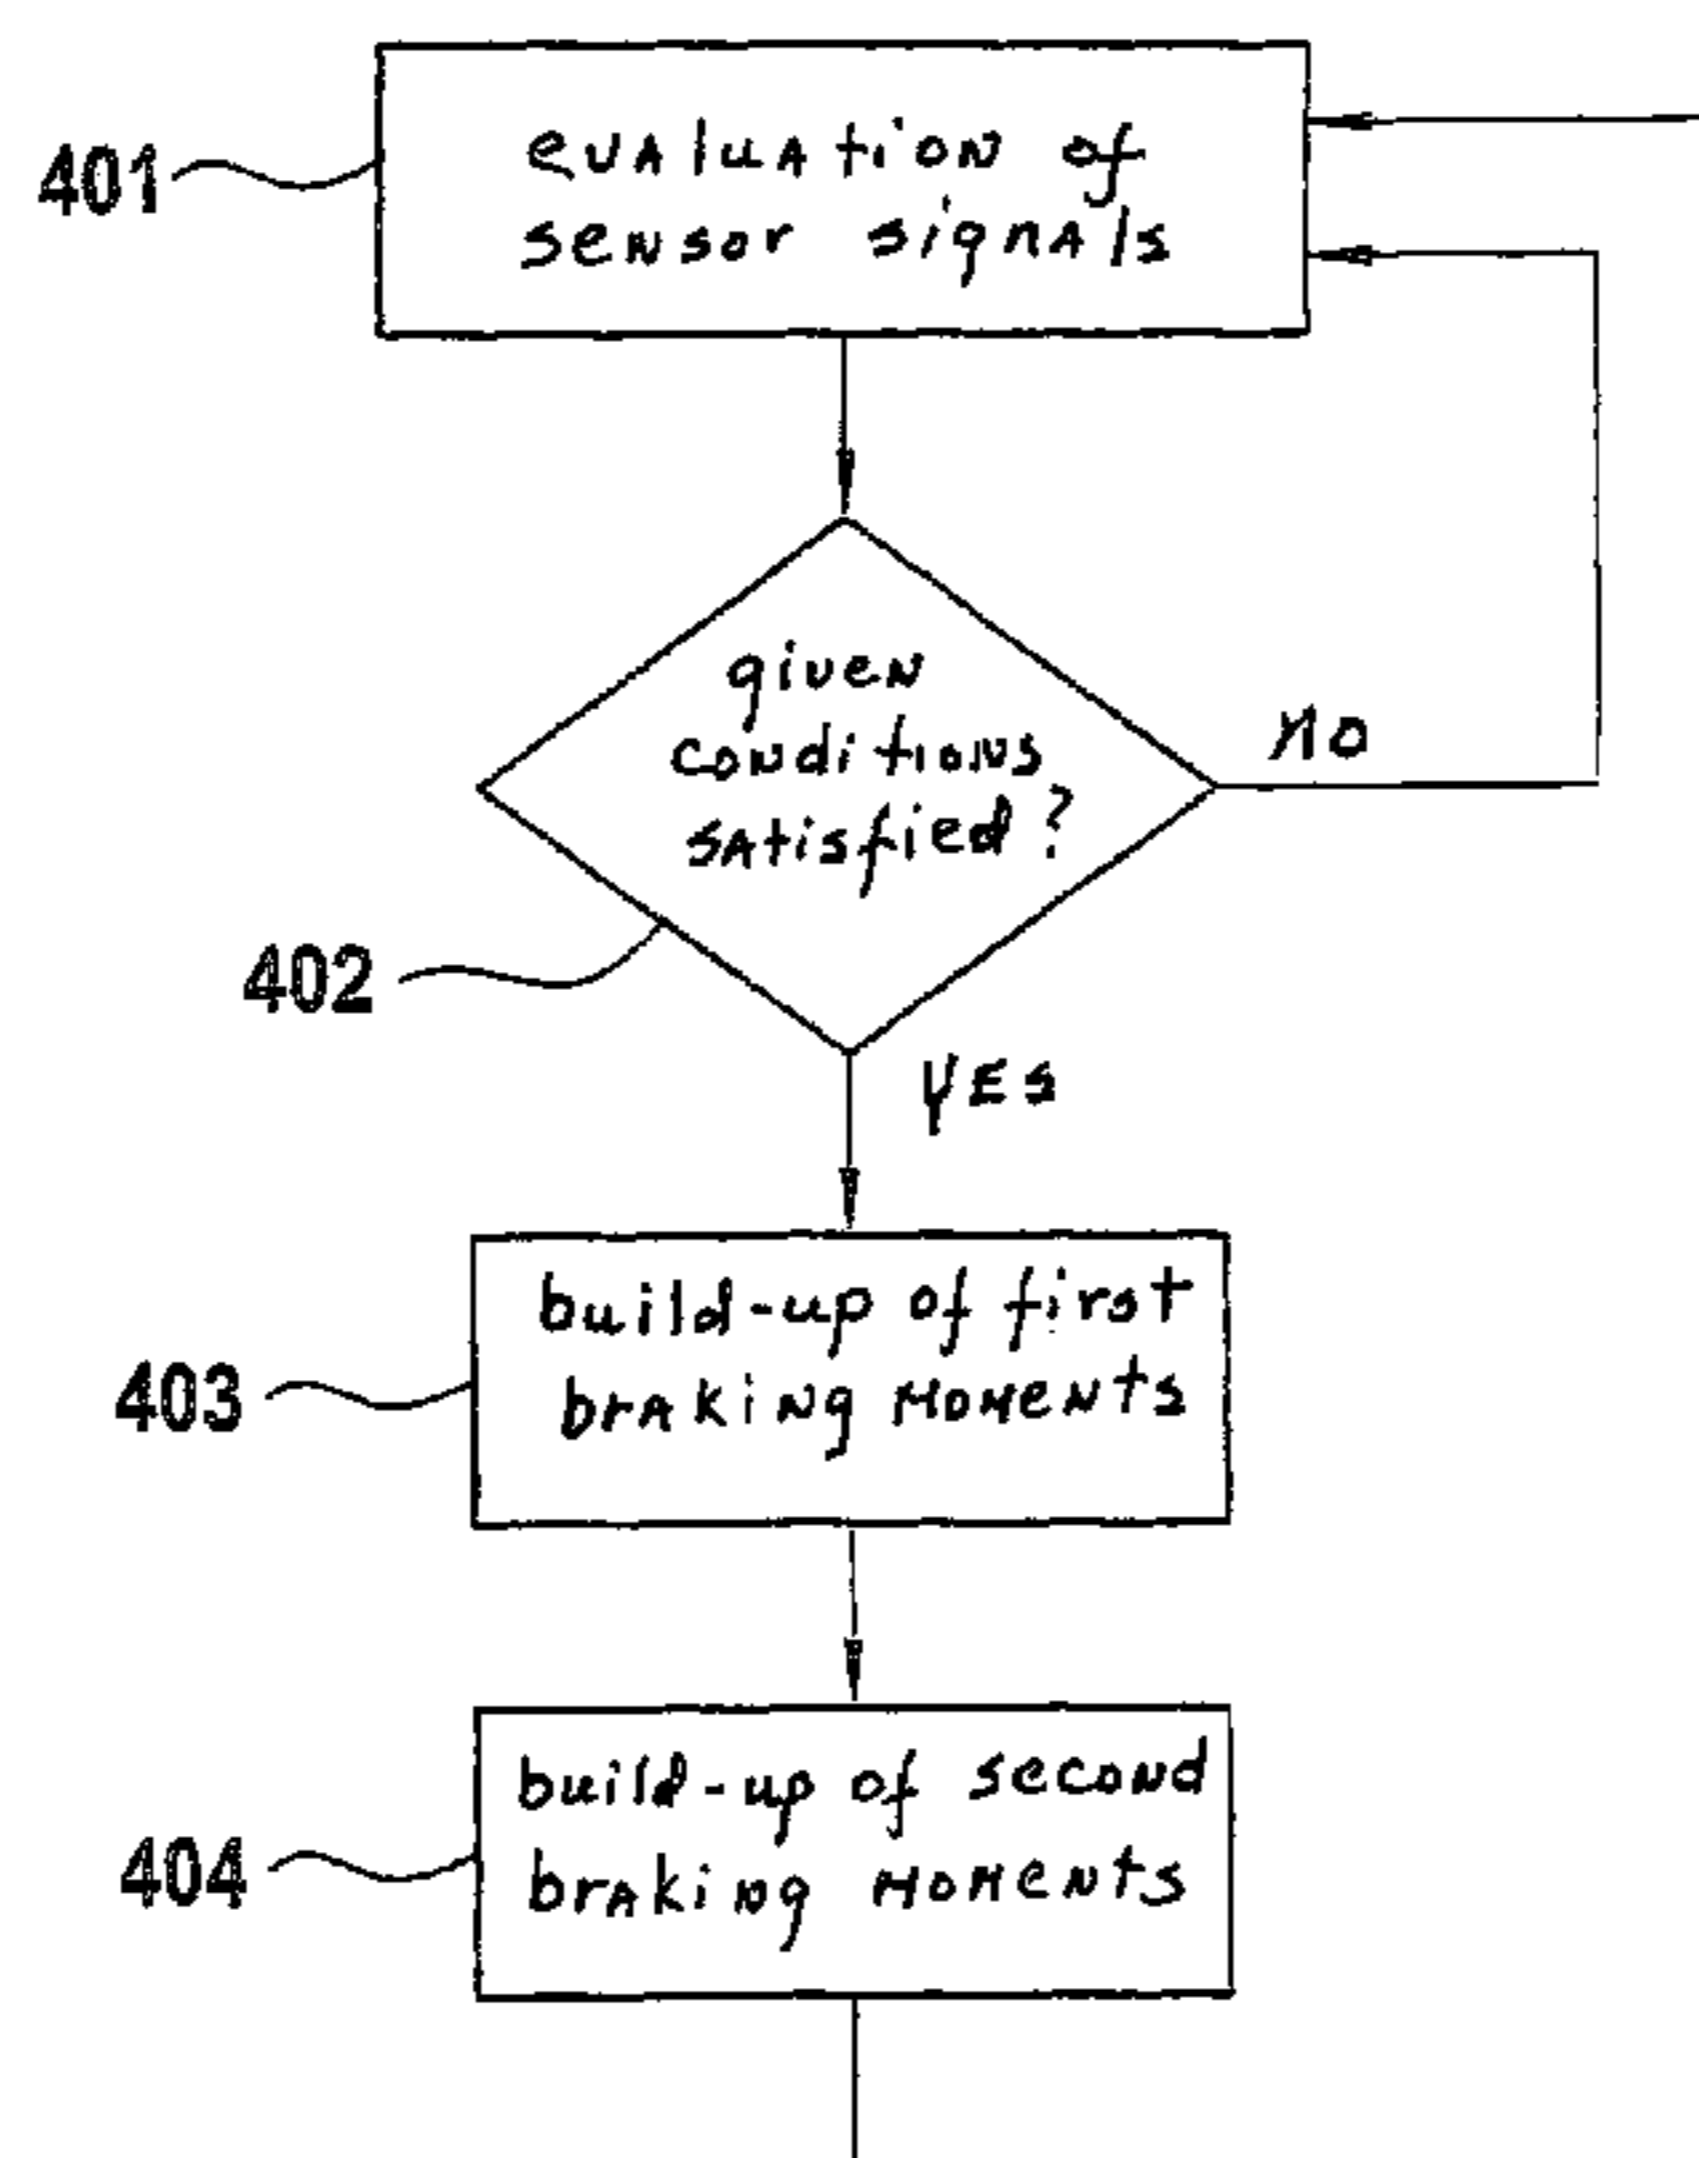 401
evaluation of
sensor signals
given
conditions
satisfied?
no
402
yes
build-up of first
braking moments
403
build-up of second
braking moments
404